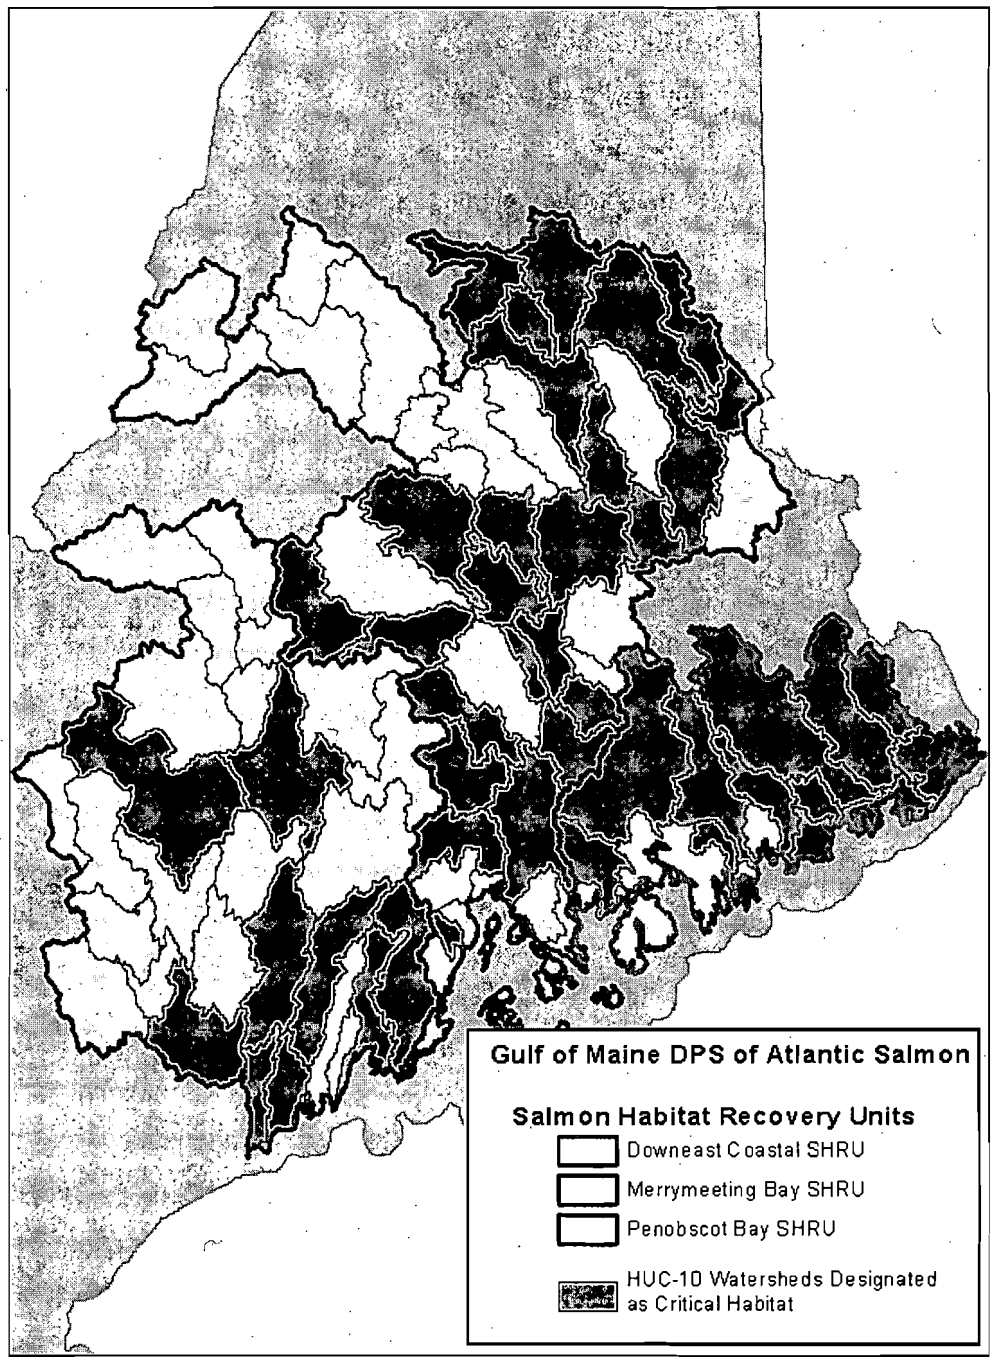 Gulf of Maine DPS of Atlantic Salmon
Salmon Habitat Recovery Units
Downeast Coastal SHRU
Merrymeeting Bay SHRU
Penobscot Bay SHRU
HUC-10 Watersheds Designated
as Critical Habitat